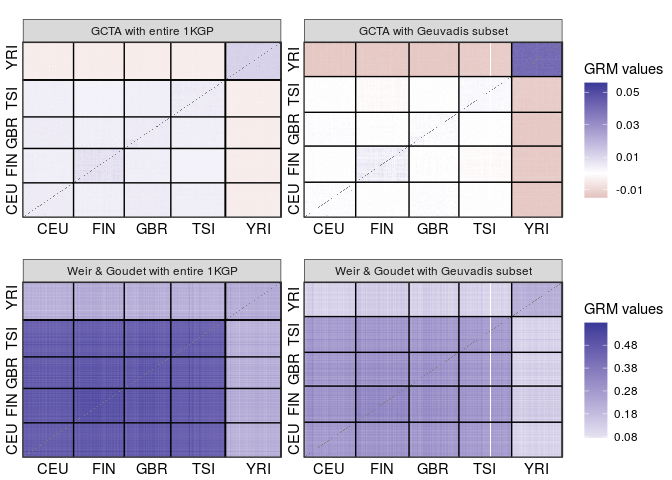 GCTA with entire 1KGP
GCTA with Geuvadis subset
YRI
TSI
GBR
FIN
CEU
YRI
TSI
GBR
FIN
CEU
GRM values
0.05
0.03
0.01
-0.01
CEU FIN GBR TSI YRI
CEU FIN GBR TSI YRI
Weir & Goudet with entire 1KGP
Weir & Goudet with Geuvadis subset
YRI
TSI
GBR
FIN
CEU
YRI
TSI
GBR
FIN
CEU
GRM values
0.48
0.38
0.28
0.18
0.08
CEU FIN GBR TSI YRI
CEU FIN GBR TSI YRI